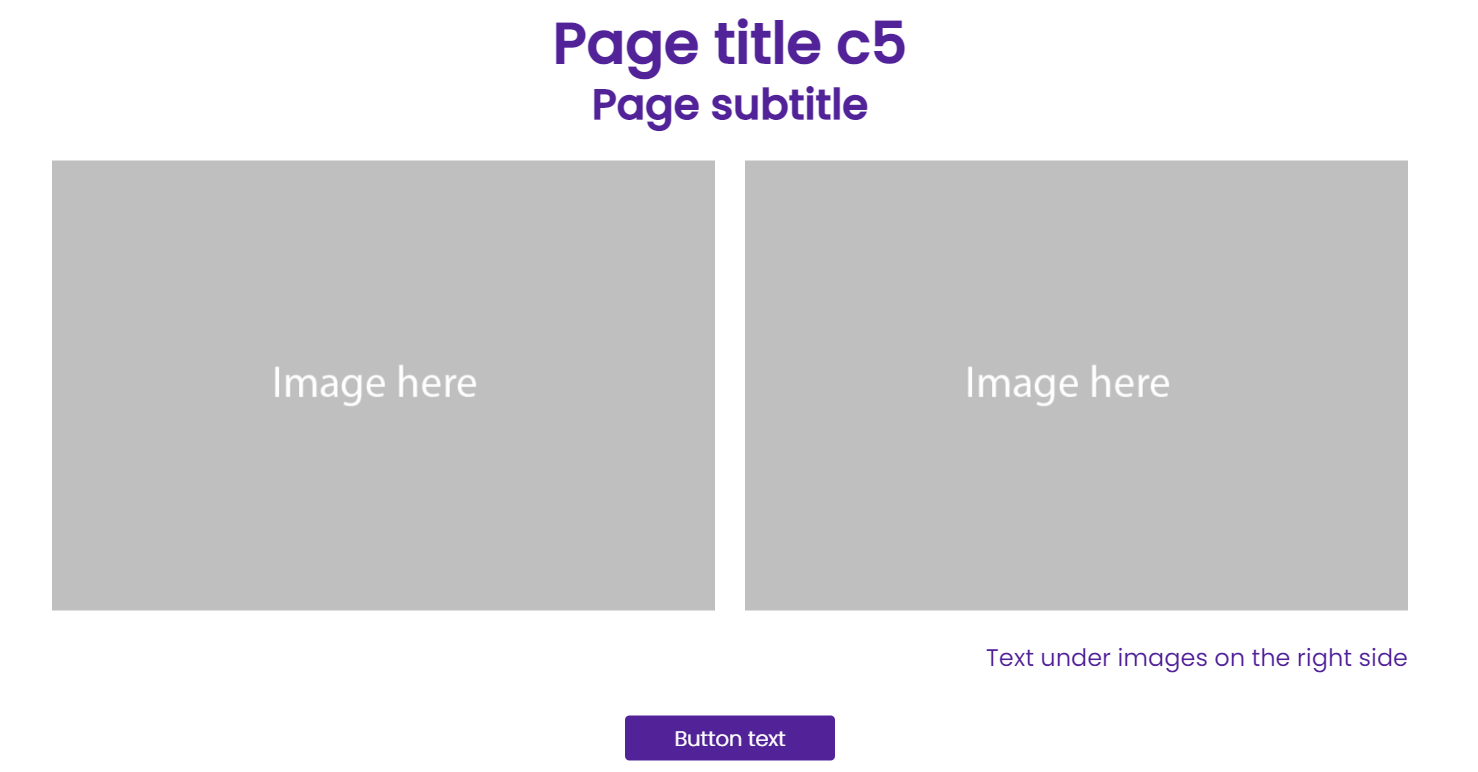 Page title c5
Page subtitle
Image here
Image here
Text under images on the right side
Button text